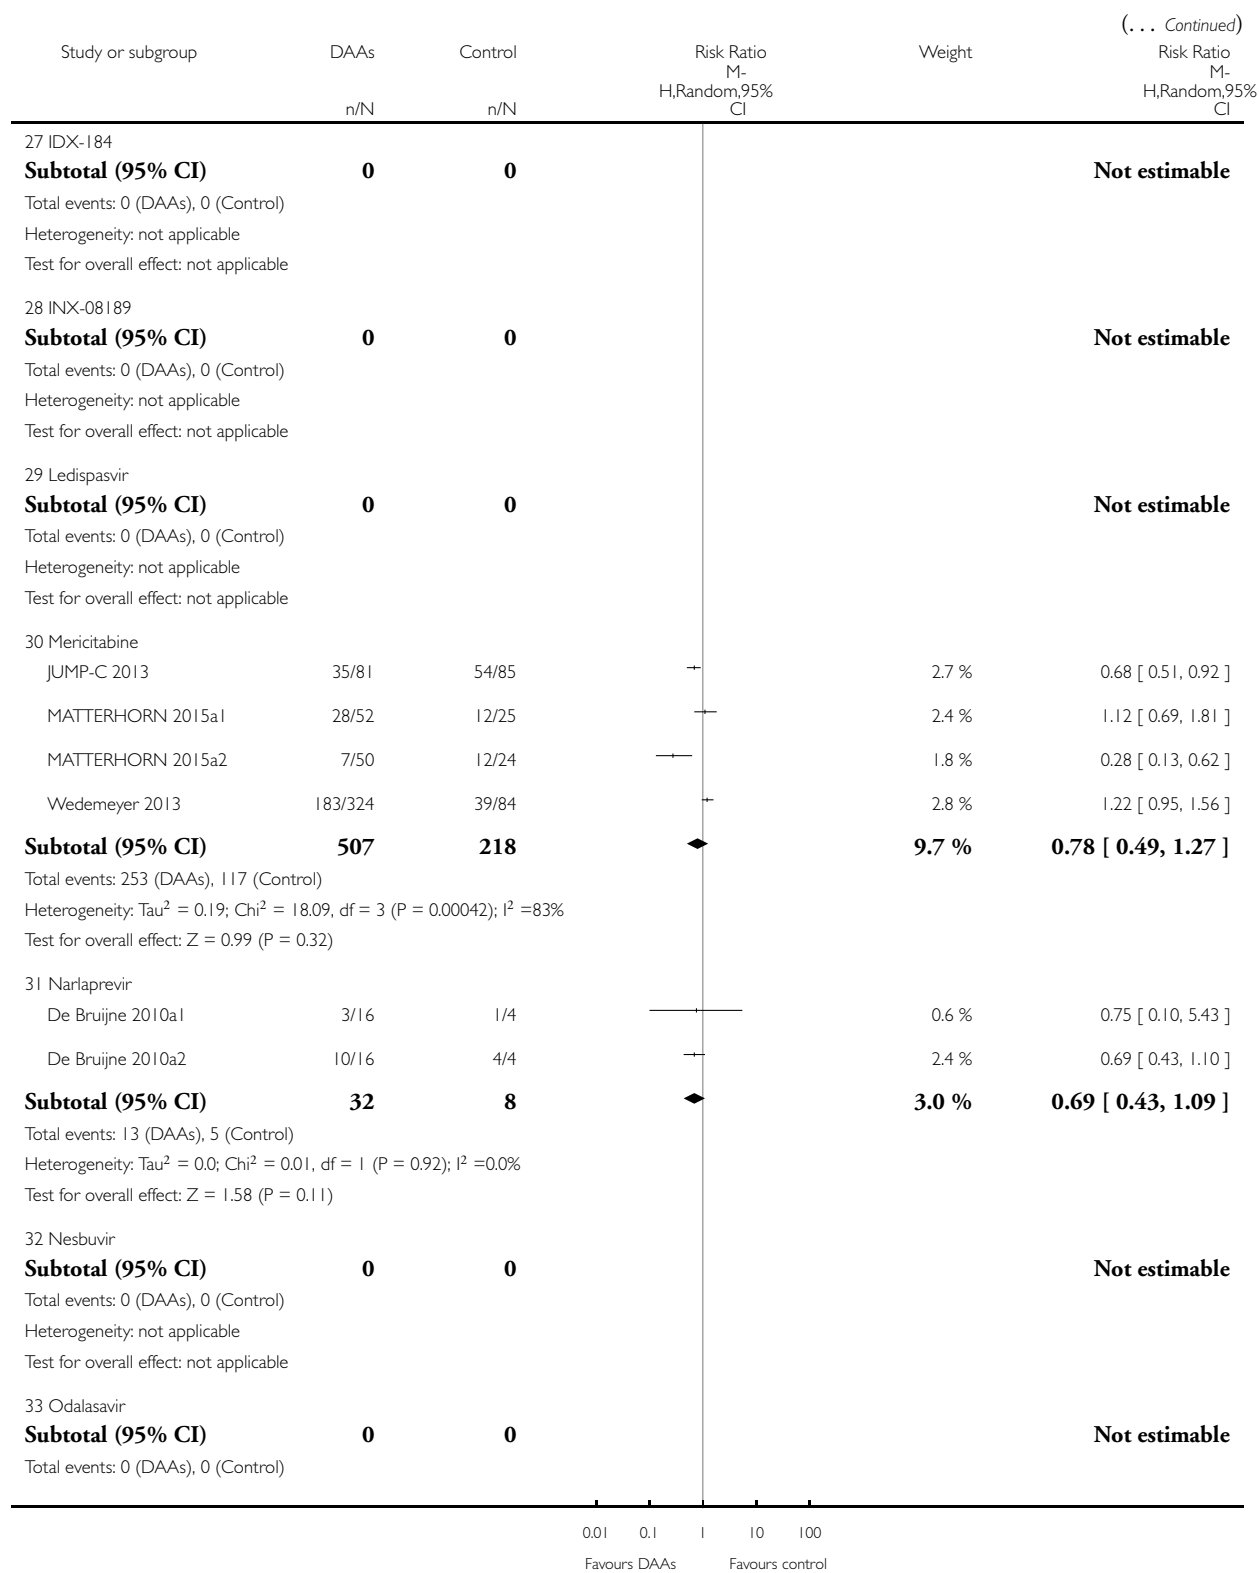 (. . . Continued)
Study or subgroup DAAs Control Risk Ratio Weight Risk Ratio
M- M-
H,Random,95% H,Random,95%
n/N n/N CI CI
27 IDX-184
Subtotal (95% CI) 0 0 Not estimable
Total events: 0 (DAAs), 0 (Control)
Heterogeneity: not applicable
Test for overall effect: not applicable
28 INX-08189
Subtotal (95% CI) 0 0 Not estimable
Total events: 0 (DAAs), 0 (Control)
Heterogeneity: not applicable
Test for overall effect: not applicable
29 Ledispasvir
Subtotal (95% CI) 0 0 Not estimable
Total events: 0 (DAAs), 0 (Control)
Heterogeneity: not applicable
Test for overall effect: not applicable
30 Mericitabine
JUMP-C 2013 35/81 54/85 2.7 % 0.68 [ 0.51, 0.92 ]
MATTERHORN 2015a1 28/52 12/25 2.4 % 1.12 [ 0.69, 1.81 ]
MATTERHORN 2015a2 7/50 12/24 1.8 % 0.28 [ 0.13, 0.62 ]
Wedemeyer 2013 183/324 39/84 2.8 % 1.22 [ 0.95, 1.56 ]
Subtotal (95% CI) 507 218 9.7 % 0.78 [ 0.49, 1.27 ]
Total events: 253 (DAAs), 117 (Control)
Heterogeneity: Tau² = 0.19; Chi² = 18.09, df = 3 (P = 0.00042); I² =83%
Test for overall effect: Z = 0.99 (P = 0.32)
31 Narlaprevir
De Bruijne 2010a1 3/16 1/4 0.6 % 0.75 [ 0.10, 5.43 ]
De Bruijne 2010a2 10/16 4/4 2.4 % 0.69 [ 0.43, 1.10 ]
Subtotal (95% CI) 32 8 3.0 % 0.69 [ 0.43, 1.09 ]
Total events: 13 (DAAs), 5 (Control)
Heterogeneity: Tau² = 0.0; Chi² = 0.01, df = 1 (P = 0.92); I² =0.0%
Test for overall effect: Z = 1.58 (P = 0.11)
32 Nesbuvir
Subtotal (95% CI) 0 0 Not estimable
Total events: 0 (DAAs), 0 (Control)
Heterogeneity: not applicable
Test for overall effect: not applicable
33 Odalasavir
Subtotal (95% CI) 0 0 Not estimable
Total events: 0 (DAAs), 0 (Control)
0.01 0.1 1 10 100
Favours DAAs Favours control